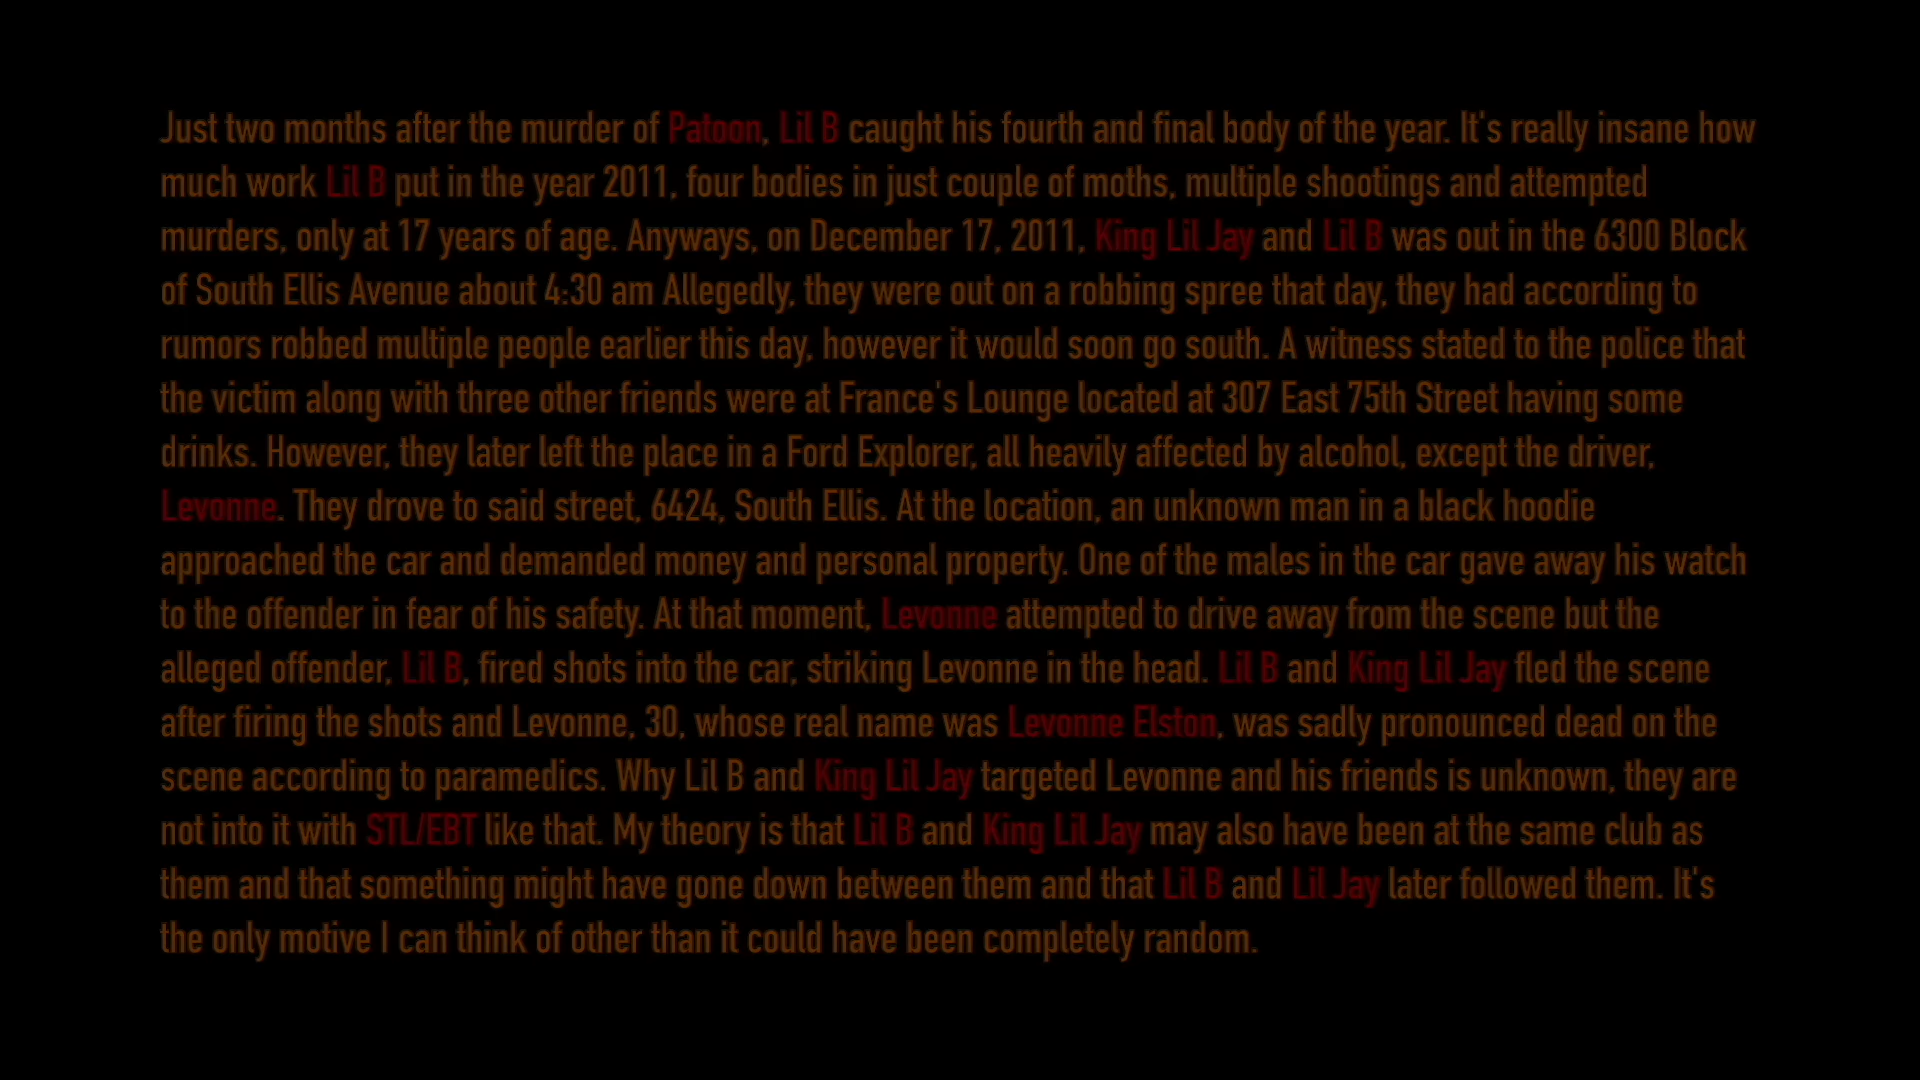 Just two months after the murder of Patoon, Lil B caught his fourth and final body of the year. It's really insane how
much work Lil B put in the year 2011, four bodies in just couple of moths, multiple shootings and attempted
murders, only at 17 years of age. Anyways, on December 17, 2011, King Lil Jay and Lil B was out in the 6300 Block
of South Ellis Avenue about 4:30 am Allegedly, they were out on a robbing spree that day, they had according to
rumors robbed multiple people earlier this day, however it would soon go south. A witness stated to the police that
the victim along with three other friends were at France's Lounge located at 307 East 75th Street having some
drinks. However, they later left the place in a Ford Explorer, all heavily affected by alcohol, except the driver,
Levonne. They drove to said street, 6424, South Ellis. At the location, an unknown man in a black hoodie
approached the car and demanded money and personal property. One of the males in the car gave away his watch
to the offender in fear of his safety. At that moment, Levonne attempted to drive away from the scene but the
alleged offender, Lil B, fired shots into the car, striking Levonne in the head. Lil B and King Lil Jay fled the scene
after firing the shots and Levonne, 30, whose real name was Levonne Elston, was sadly pronounced dead on the
scene according to paramedics. Why Lil B and King Lil Jay targeted Levonne and his friends is unknown, they are
not into it with STL/EBT like that. My theory is that Lil B and King Lil Jay may also have been at the same club as
them and that something might have gone down between them and that Lil B and Lil Jay later followed them. It's
the only motive I can think of other than it could have been completely random.